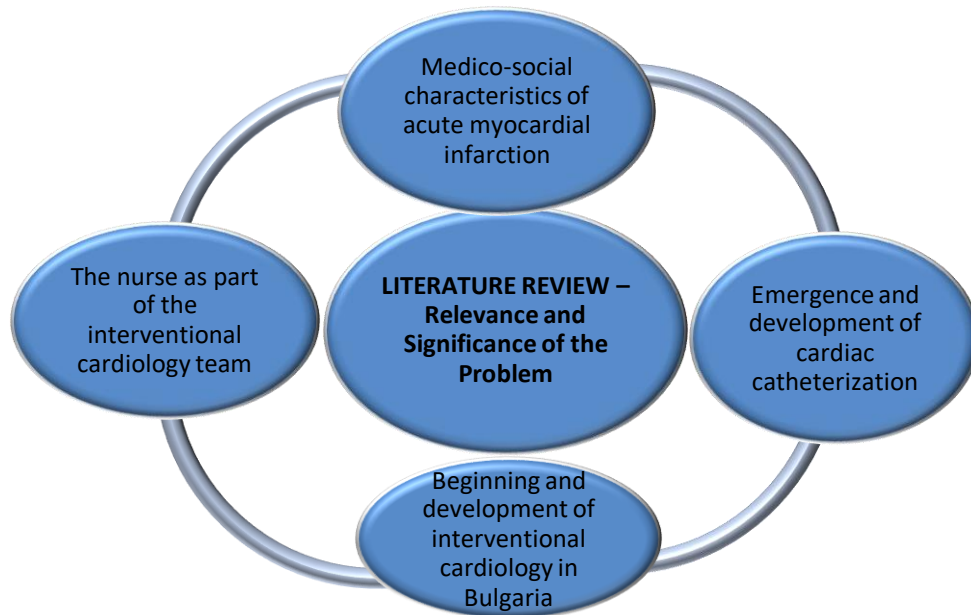 Medico-social
characteristics of
acute myocardial
infarction
The nurse as part
of the
interventional
cardiology team
LITERATURE REVIEW –
Relevance and
Significance of the
Problem
Emergence and
development of
cardiac
catheterization
Beginning and
development of
interventional
cardiology in
Bulgaria